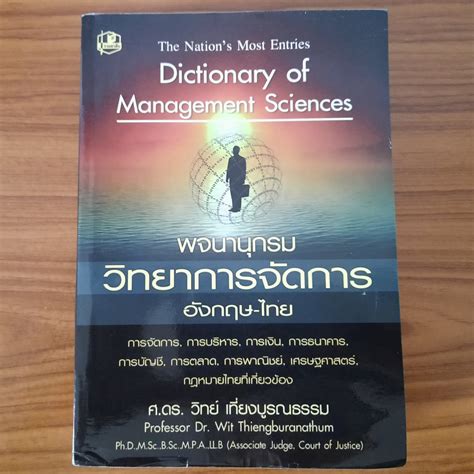 The Nation's Most Entries
Dictionary of
Management Sciences
พจนานุกรม
วิทยาการจัดการ
อังกฤษ-ไทย
การจัดการ, การบริหาร, การเงิน, การธนาคาร,
การบัญชี, การตลาด, การพาณิชย์, เศรษฐศาสตร์,
กฎหมายไทยที่เกี่ยวข้อง
ศ.ดร. วิทย์ เที่ยงบูรณธรรม
Professor Dr. Wit Thiengburanathum
Ph.D.,M.Sc.,B.Sc.,M.P.A.,LL.B (Associate Judge, Court of Justice)